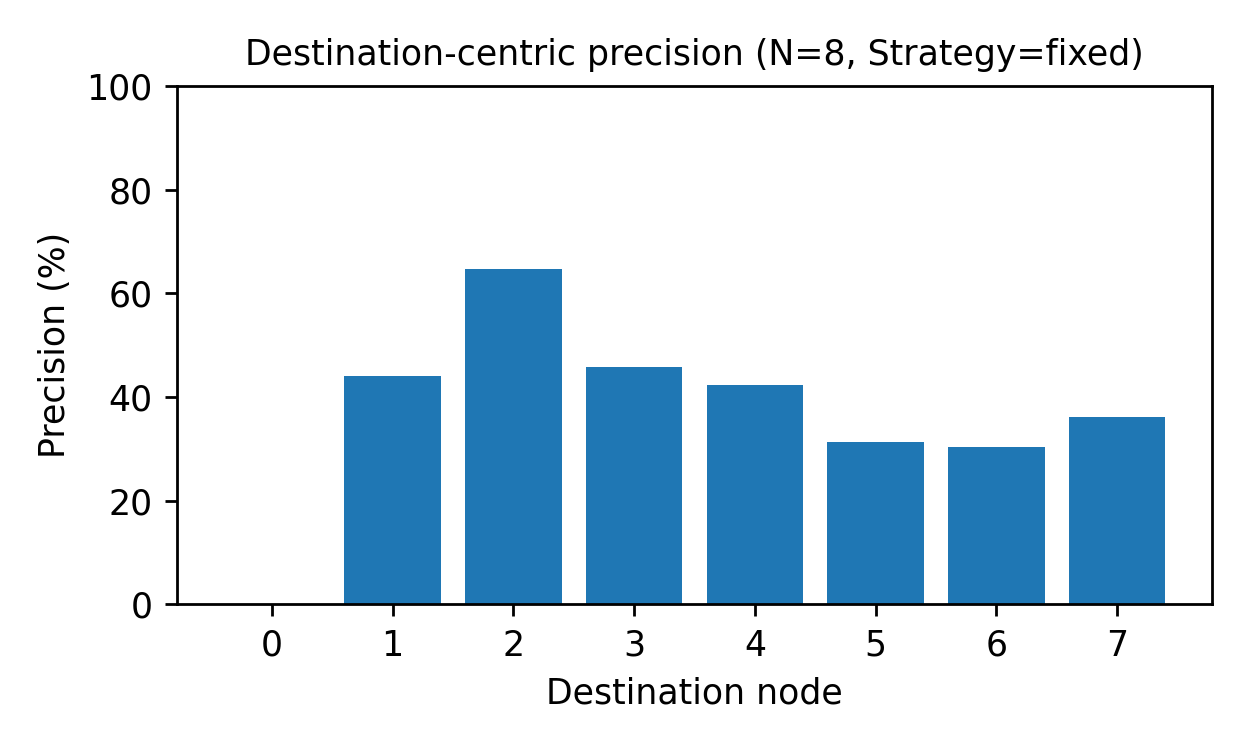 Destination-centric precision (N=8, Strategy=fixed)
100
80
60
40
20
0
Precision (%)
0 1 2 3 4 5 6 7
Destination node